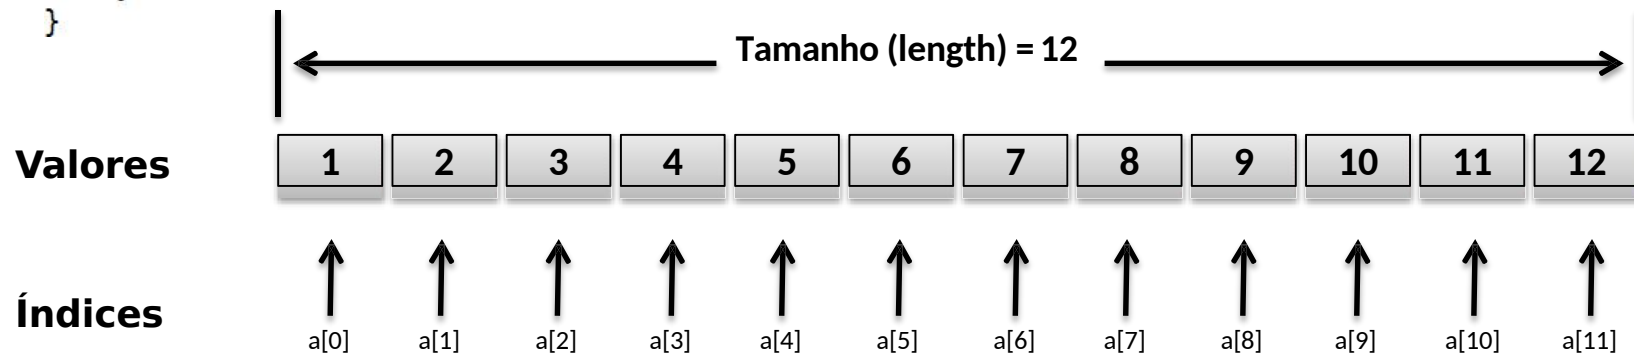 }
Tamanho (length) = 12
Valores 1 2 3 4 5 6 7 8 9 10 11 12
Índices
a[0] a[1] a[2] a[3] a[4] a[5] a[6] a[7] a[8] a[9] a[10] a[11]